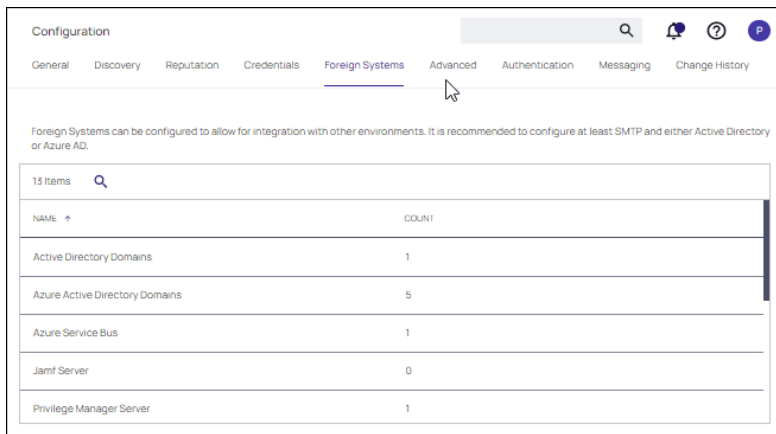 Configuration
P
General Discovery Reputation Credentials Foreign Systems Advanced Authentication Messaging Change History
Foreign Systems can be configured to allow for integration with other environments. It is recommended to configure at least SMTP and either Active Directory
or Azure AD.
13 Items
NAME COUNT
Active Directory Domains 1
Azure Active Directory Domains 5
Azure Service Bus 1
Jamf Server 0
Privilege Manager Server 1